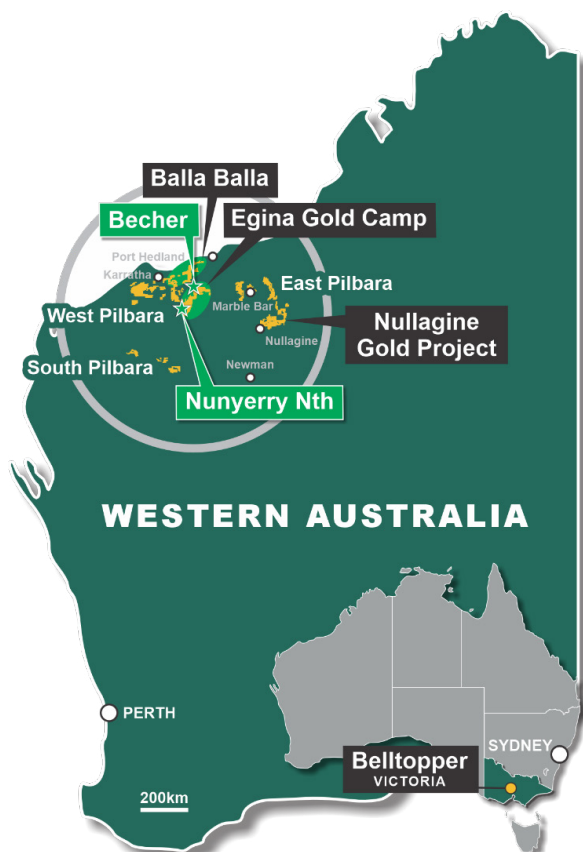 Balla Balla
Becher
Egina Gold Camp
Port Hedland
Karratha
East Pilbara
Marble Bar
West Pilbara
Nullagine
Gold Project
Nullagine
South Pilbara
Newman
Nunyerry Nth
WESTERN AUSTRALIA
PERTH
SYDNEY
Belltopper
VICTORIA
200km